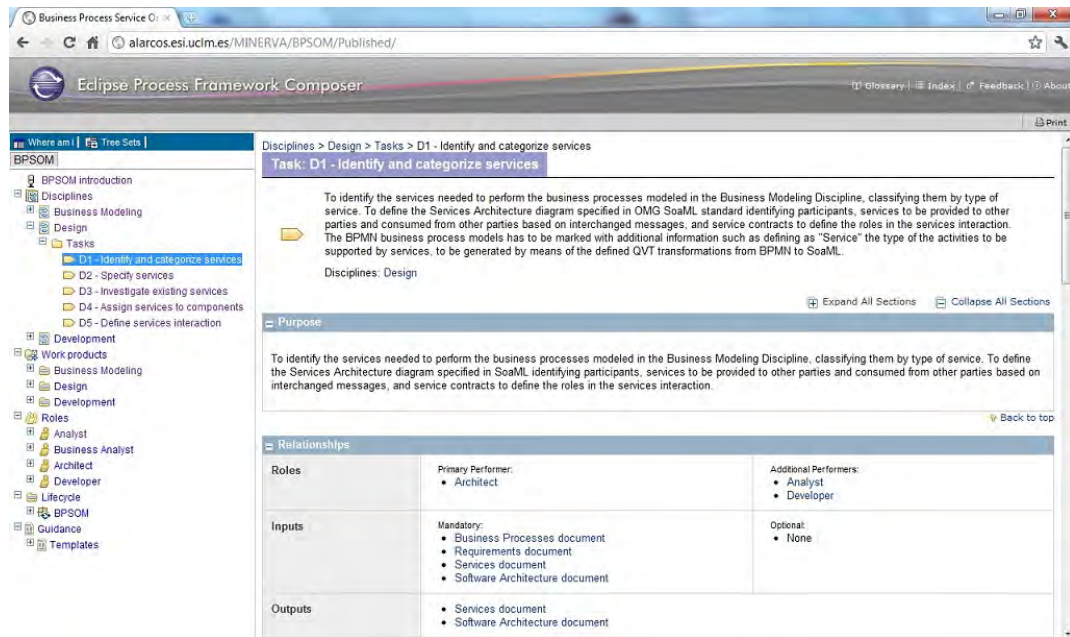 Business Process Service Or
alarcos.esi.uclm.es/MINERVA/BPSOM/Published/
Eclipse Process Framework Composer
Glossary | Index | Feedback | About
Print
Where am I | Tree Sets |
BPSOM
BPSOM introduction
Disciplines
Business Modeling
Design
Tasks
D1 - Identify and categorize services
D2 - Specify services
D3 - Investigate existing services
D4 - Assign services to components
D5 - Define services interaction
Development
Work products
Business Modeling
Design
Development
Roles
Analyst
Business Analyst
Architect
Developer
Lifecycle
BPSOM
Guidance
Templates
Disciplines > Design > Tasks > D1 - Identify and categorize services
Task: D1 - Identify and categorize services
To identify the services needed to perform the business processes modeled in the Business Modeling Discipline, classifying them by type of
service. To define the Services Architecture diagram specified in OMG SoaML standard identifying participants, services to be provided to other
parties and consumed from other parties based on interchanged messages, and service contracts to define the roles in the services interaction.
The BPMN business process models has to be marked with additional information such as defining as "Service" the type of the activities to be
supported by services, to be generated by means of the defined QVT transformations from BPMN to SoaML.
Disciplines: Design
Expand All Sections Collapse All Sections
Purpose
To identify the services needed to perform the business processes modeled in the Business Modeling Discipline, classifying them by type of service. To define
the Services Architecture diagram specified in SoaML identifying participants, services to be provided to other parties and consumed from other parties based on
interchanged messages, and service contracts to define the roles in the services interaction.
Back to top
Relationships
Roles
Primary Performer:
• Architect
Additional Performers:
• Analyst
• Developer
Inputs
Mandatory:
• Business Processes document
• Requirements document
• Services document
• Software Architecture document
Optional:
• None
Outputs
• Services document
• Software Architecture document